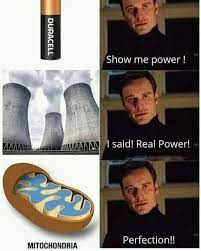 DURACELL
Show me power !
I said! Real Power!
MITOCHONDRIA
Perfection!!